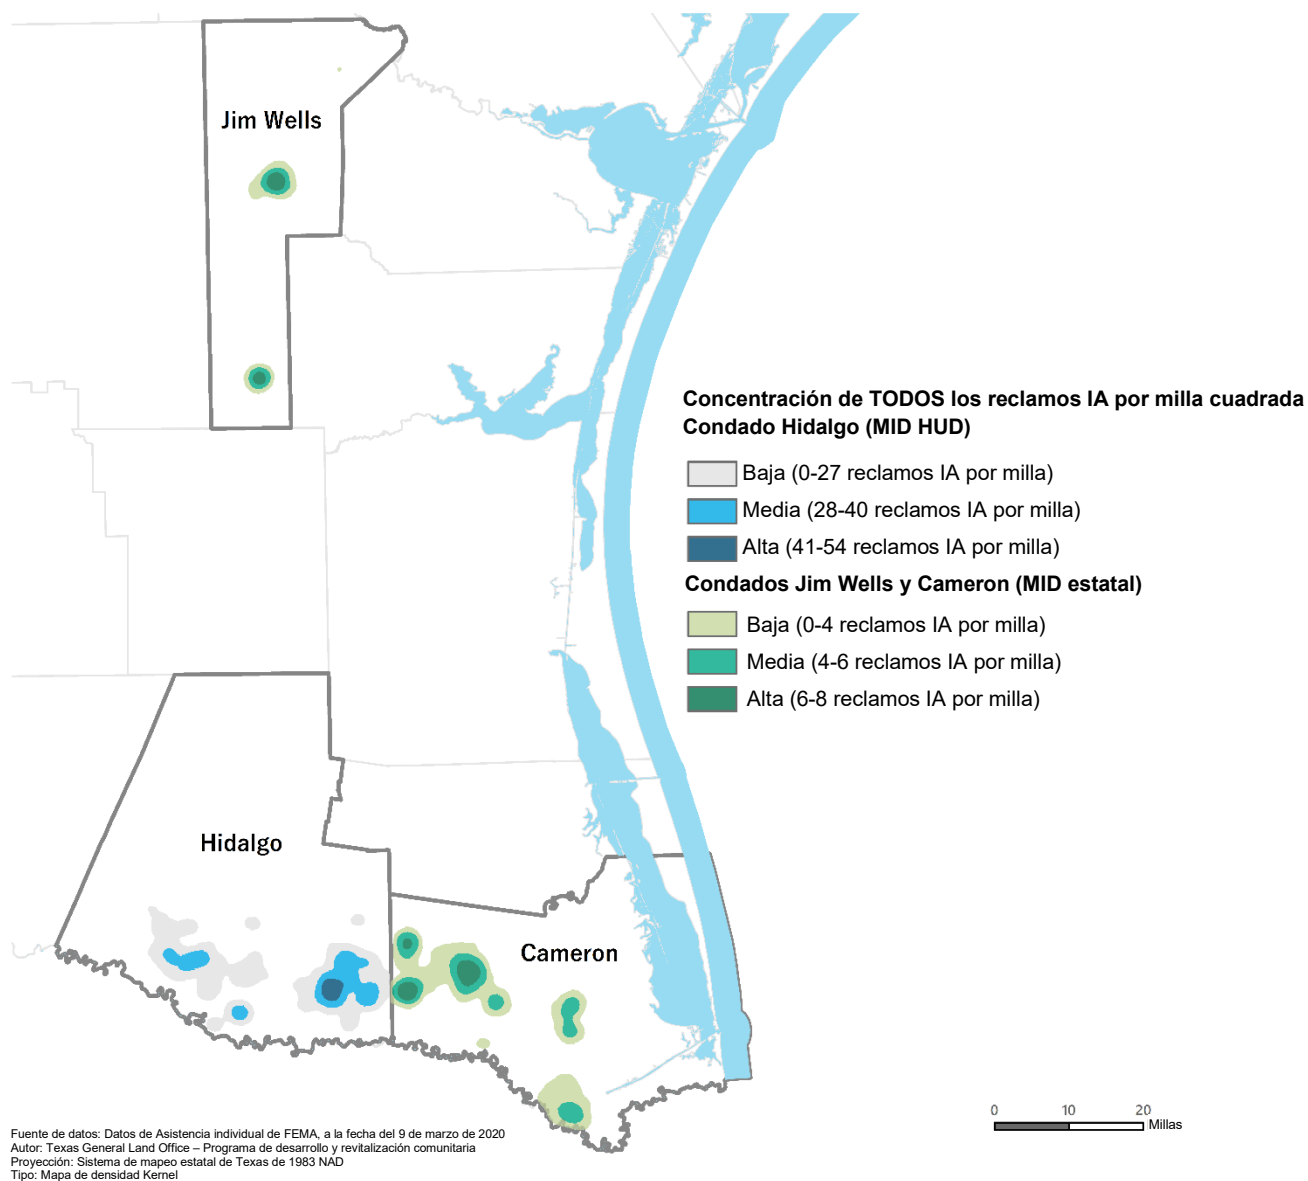 Jim Wells
Concentración de TODOS los reclamos IA por milla cuadrada
Condado Hidalgo (MID HUD)
Baja (0-27 reclamos IA por milla)
Media (28-40 reclamos IA por milla)
Alta (41-54 reclamos IA por milla)
Condados Jim Wells y Cameron (MID estatal)
Baja (0-4 reclamos IA por milla)
Media (4-6 reclamos IA por milla)
Alta (6-8 reclamos IA por milla)
Hidalgo
Cameron
0 10 20
Millas
Fuente de datos: Datos de Asistencia individual de FEMA, a la fecha del 9 de marzo de 2020
Autor: Texas General Land Office – Programa de desarrollo y revitalización comunitaria
Proyección: Sistema de mapeo estatal de Texas de 1983 NAD
Tipo: Mapa de densidad Kernel